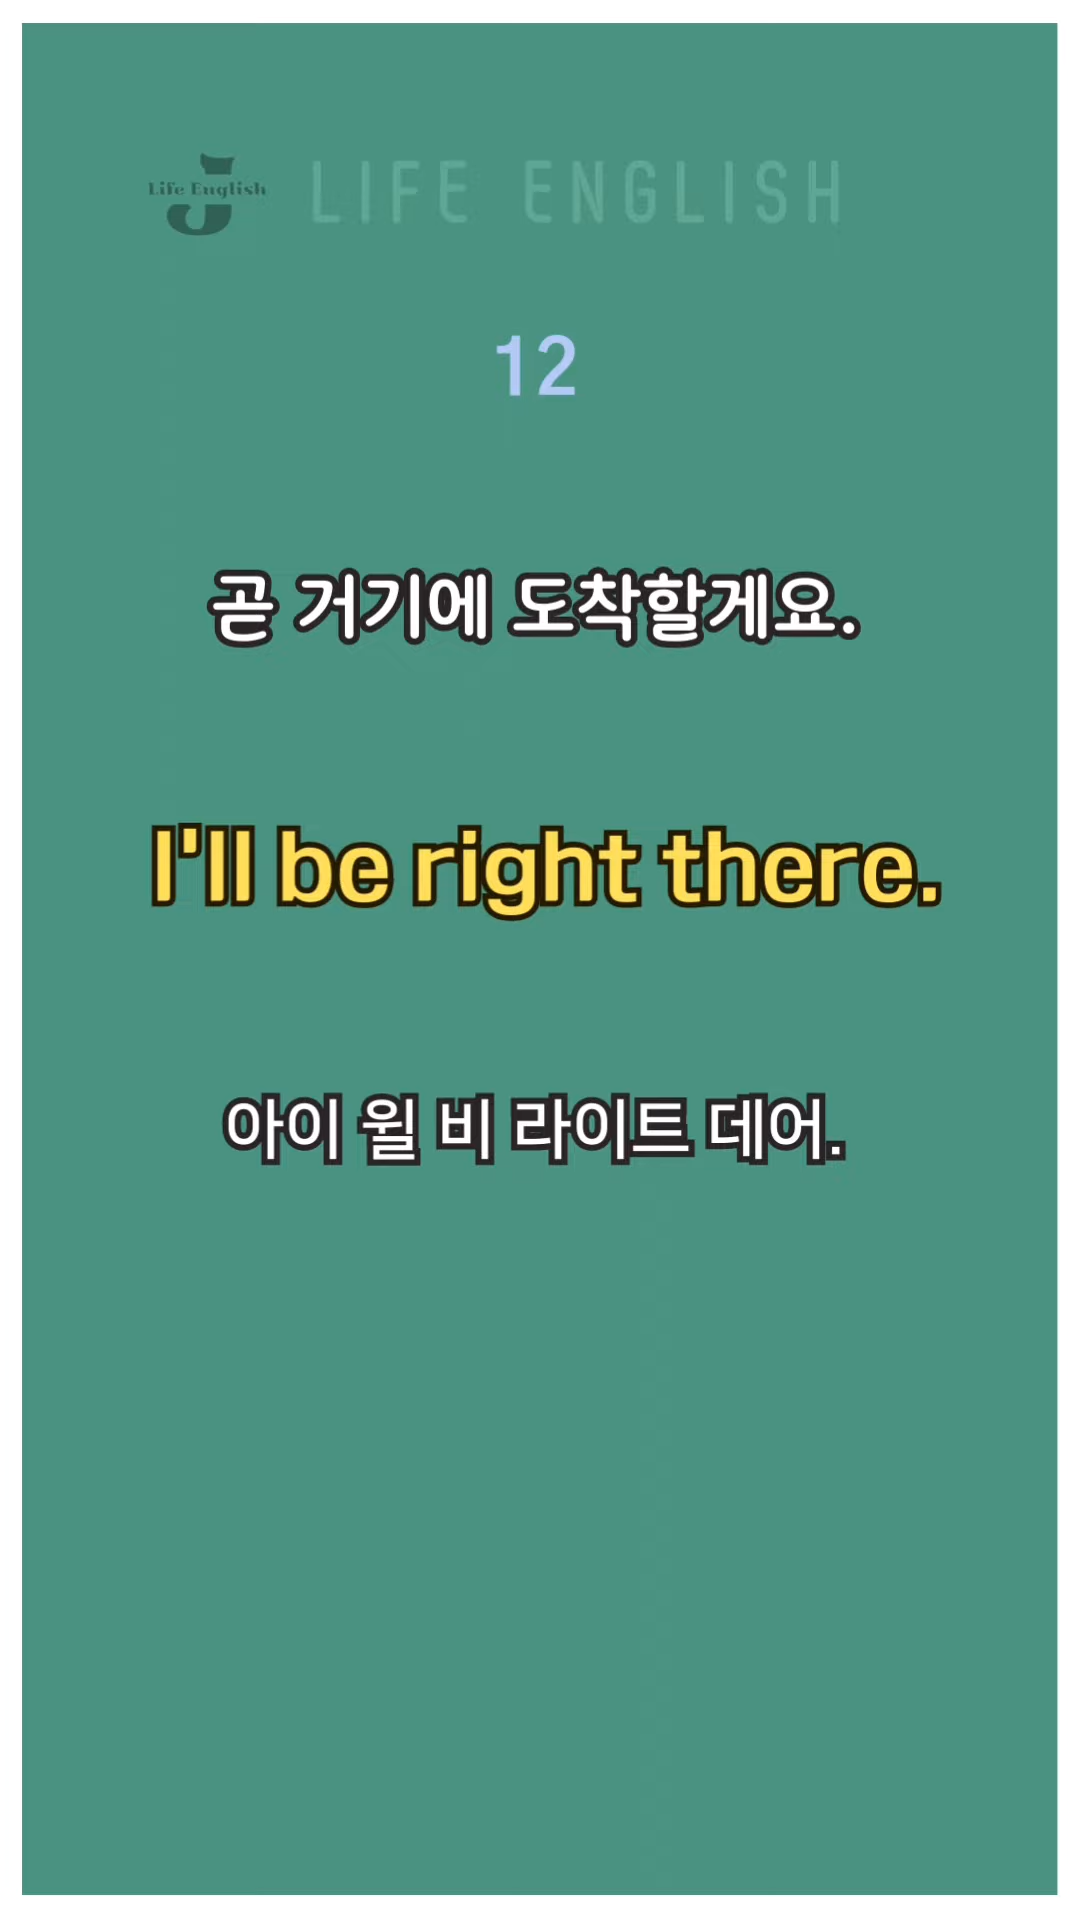 Life English
LIFE ENGLISH
12
곧 거기에 도착할게요.
I'll be right there.
아이 윌 비 라이트 데어.